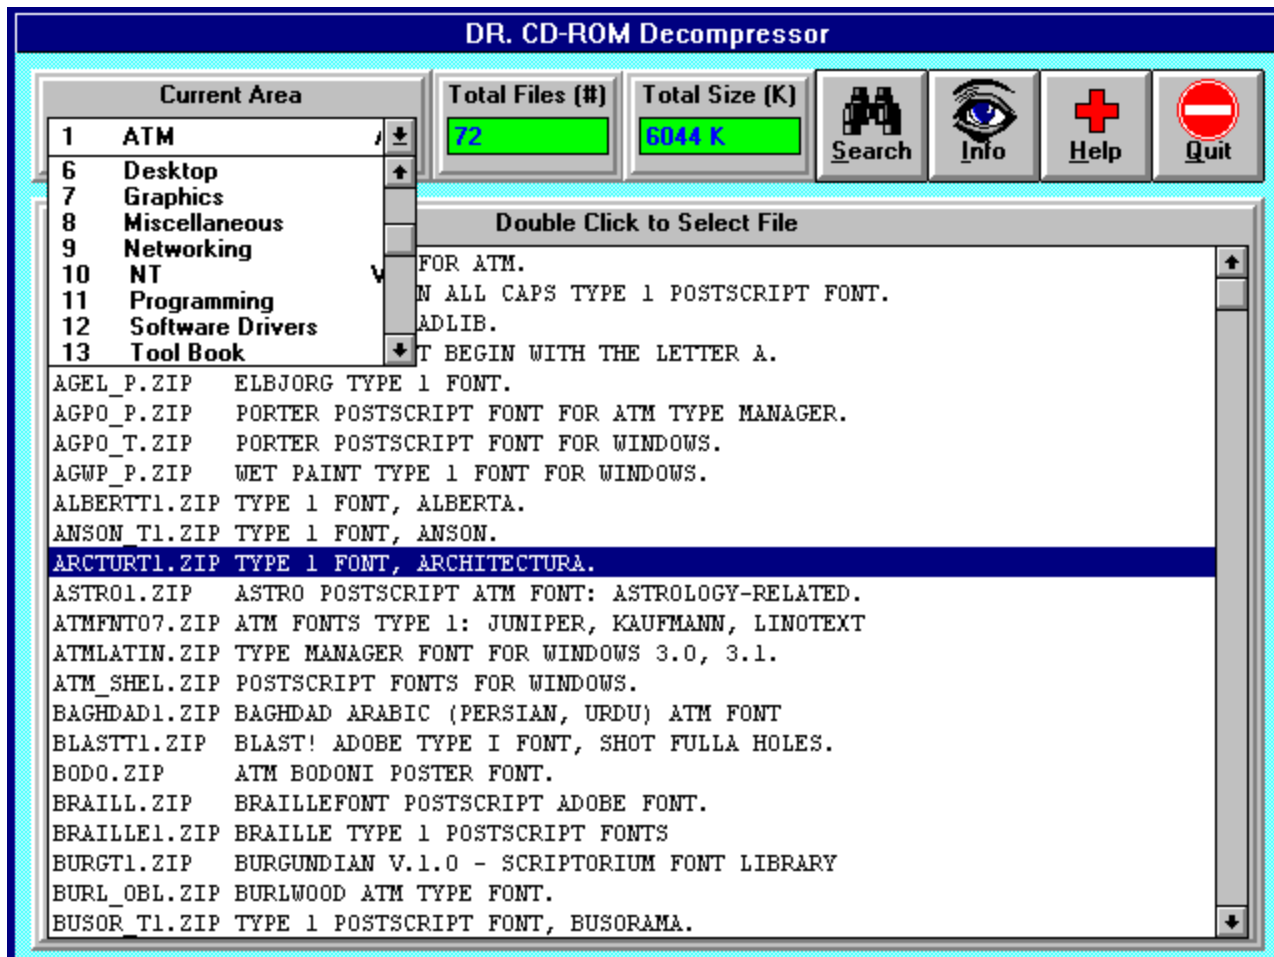 DR. CD-ROM Decompressor
Current Area
Total Files (#)
Total Size (K)
1 ATM
72
6044 K
Search
Info
Help
Quit
6 Desktop
7 Graphics
8 Miscellaneous
9 Networking
10 NT
11 Programming
12 Software Drivers
13 Tool Book
Double Click to Select File
FOR ATM.
ALL CAPS TYPE 1 POSTSCRIPT FONT.
ADLIB.
BEGIN WITH THE LETTER A.
AGEL_P.ZIP ELBJORG TYPE 1 FONT.
AGPO_P.ZIP PORTER POSTSCRIPT FONT FOR ATM TYPE MANAGER.
AGPO_T.ZIP PORTER POSTSCRIPT FONT FOR WINDOWS.
AGWP_P.ZIP WET PAINT TYPE 1 FONT FOR WINDOWS.
ALBERTT1.ZIP TYPE 1 FONT, ALBERTA.
ANSON_T1.ZIP TYPE 1 FONT, ANSON.
ARCTURT1.ZIP TYPE 1 FONT, ARCHITECTURA.
ASTRO1.ZIP ASTRO POSTSCRIPT ATM FONT: ASTROLOGY-RELATED.
ATMFNT07.ZIP ATM FONTS TYPE 1: JUNIPER, KAUFMANN, LINOTEXT
ATMLATIN.ZIP TYPE MANAGER FONT FOR WINDOWS 3.0, 3.1.
ATM_SHEL.ZIP POSTSCRIPT FONTS FOR WINDOWS.
BAGHDAD1.ZIP BAGHDAD ARABIC (PERSIAN, URDU) ATM FONT
BLASTT1.ZIP BLAST! ADOBE TYPE I FONT, SHOT FULLA HOLES.
BODO.ZIP ATM BODONI POSTER FONT.
BRAILL.ZIP BRAILLEFONT POSTSCRIPT ADOBE FONT.
BRAILLE1.ZIP BRAILLE TYPE 1 POSTSCRIPT FONTS
BURGT1.ZIP BURGUNDIAN V.1.0 - SCRIPTORIUM FONT LIBRARY
BURL_OBL.ZIP BURLWOOD ATM TYPE FONT.
BUSOR_T1.ZIP TYPE 1 POSTSCRIPT FONT, BUSORAMA.